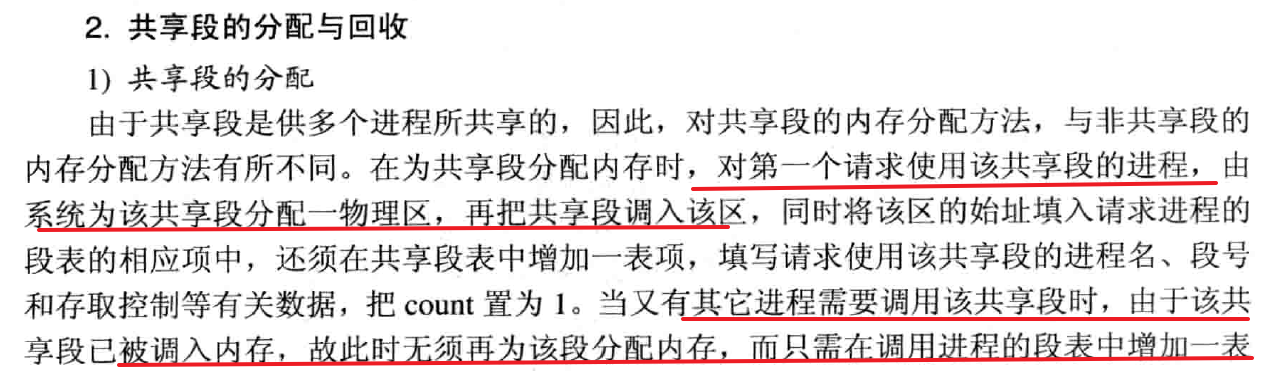 2. 共享段的分配与回收
1) 共享段的分配
由于共享段是供多个进程所共享的，因此，对共享段的内存分配方法，与非共享段的
内存分配方法有所不同。在为共享段分配内存时，对第一个请求使用该共享段的进程，由
系统为该共享段分配一物理区，再把共享段调入该区，同时将该区的始址填入请求进程的
段表的相应项中，还须在共享段表中增加一表项，填写请求使用该共享段的进程名、段号
和存取控制等有关数据，把 count 置为 1。当又有其它进程需要调用该共享段时，由于该共
享段已被调入内存，故此时无须再为该段分配内存，而只需在调用进程的段表中增加一表